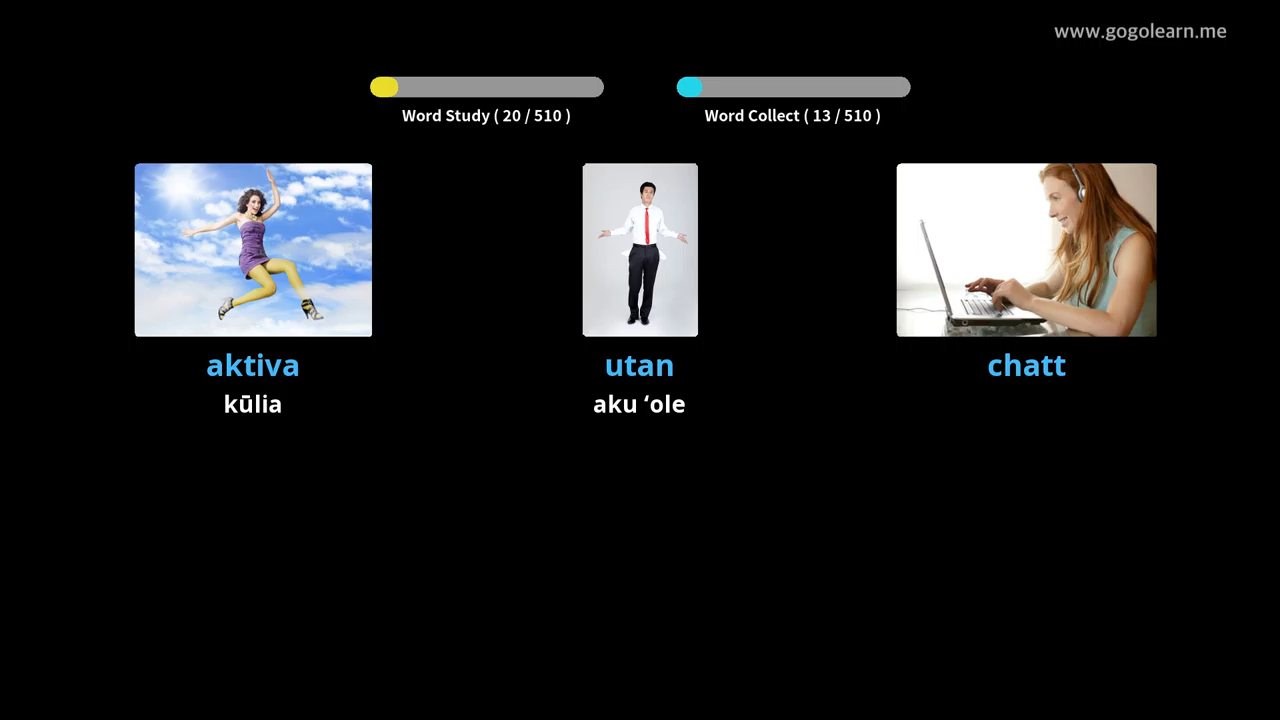 www.gogolearn.me
Word Study ( 20 / 510 )
Word Collect ( 13 / 510 )
aktiva
utan
chatt
kūlia
aku ʻole